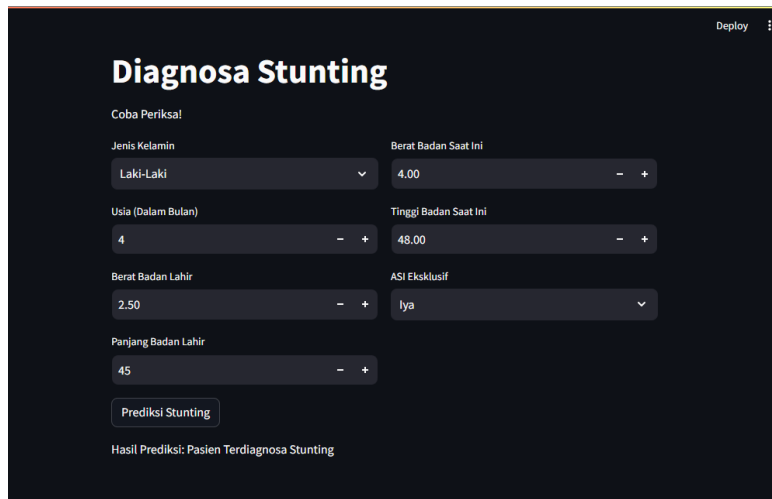 Deploy
Diagnosa Stunting
Coba Periksa!
Jenis Kelamin
Laki-Laki
Usia (Dalam Bulan)
4
Berat Badan Lahir
2.50
Panjang Badan Lahir
45
Berat Badan Saat Ini
4.00
Tinggi Badan Saat Ini
48.00
ASI Eksklusif
Iya
Prediksi Stunting
Hasil Prediksi: Pasien Terdiagnosa Stunting